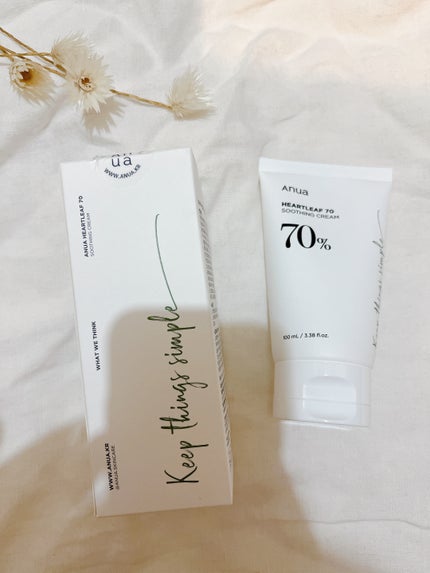 ua
WWW.ANUA.KR
ANUA HEARTLEAF 70
SOOTHING CREAM
WHAT WE THINK
WWW.ANUA.KR
@ANUA.SKINCARE
Keep things simple
Anua
HEARTLEAF 70
SOOTHING CREAM
70%
100 mL / 3.38 fl.oz.
Keep things simple